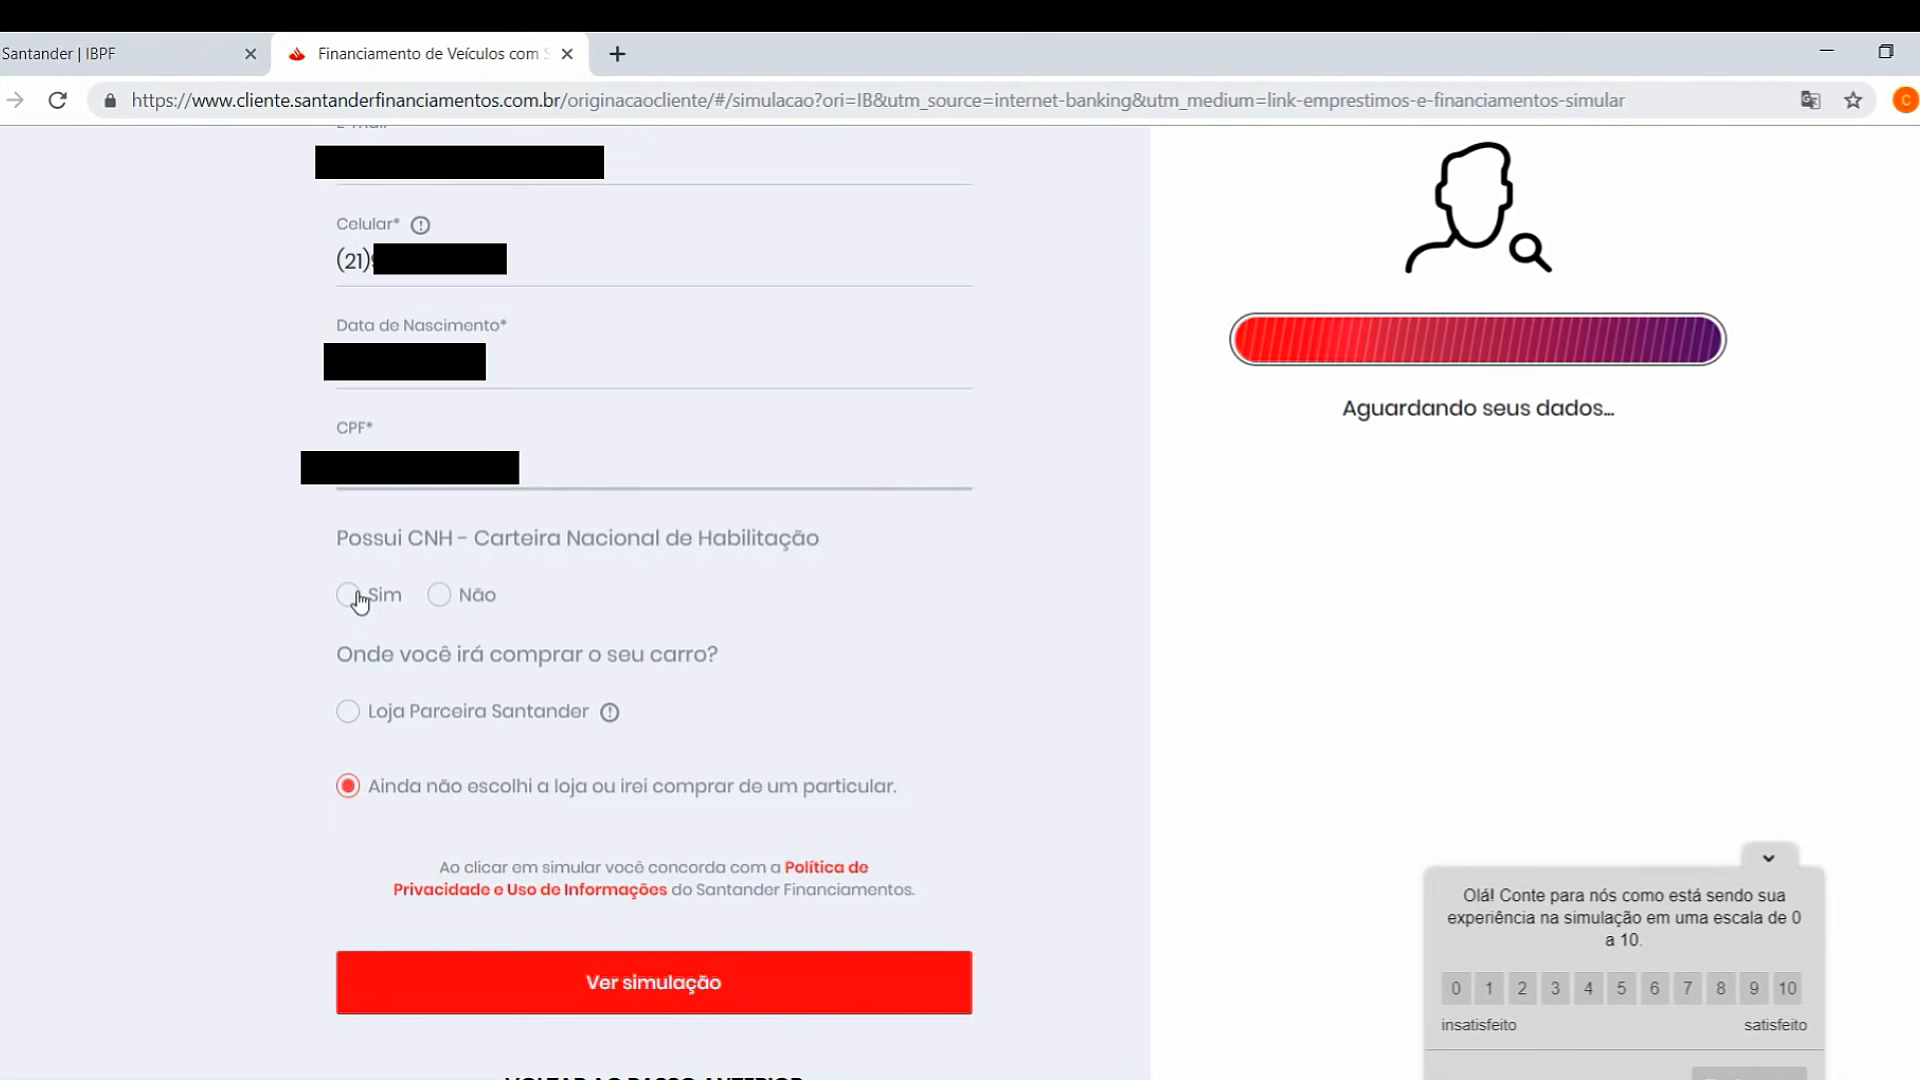 Santander | IBPF
Financiamento de Veículos com S
https://www.cliente.santanderfinanciamentos.com.br/originacaocliente/#/simulacao?ori=IB&utm_source=internet-banking&utm_medium=link-emprestimos-e-financiamentos-simular
C
E-mail
Celular*
(21)
Data de Nascimento*
CPF*
Possui CNH - Carteira Nacional de Habilitação
Sim Não
Onde você irá comprar o seu carro?
Loja Parceira Santander
Ainda não escolhi a loja ou irei comprar de um particular.
Ao clicar em simular você concorda com a Política de
Privacidade e Uso de Informações do Santander Financiamentos.
Ver simulação
VOLTAR AO PASSO ANTERIOR
Aguardando seus dados...
Olá! Conte para nós como está sendo sua
experiência na simulação em uma escala de 0
a 10.
0 1 2 3 4 5 6 7 8 9 10
insatisfeito satisfeito